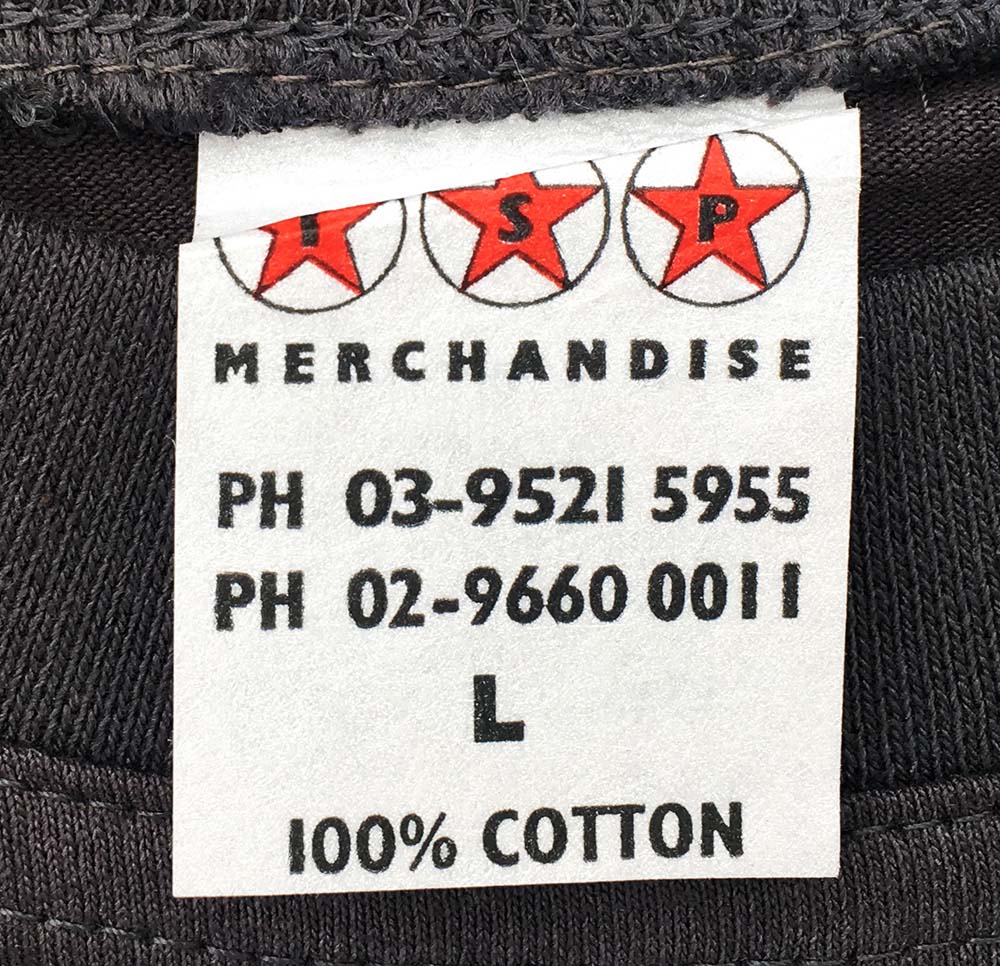 I S P
MERCHANDISE
PH 03-9521 5955
PH 02-9660 0011
L
100% COTTON